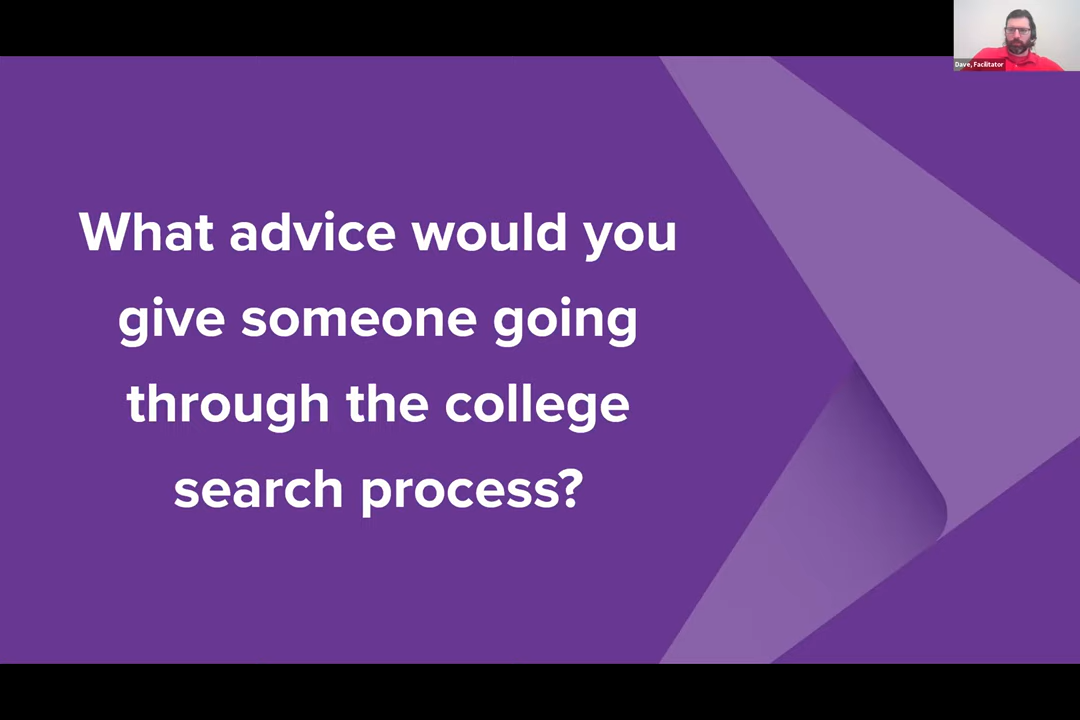 Dave, Facilitator
What advice would you
give someone going
through the college
search process?